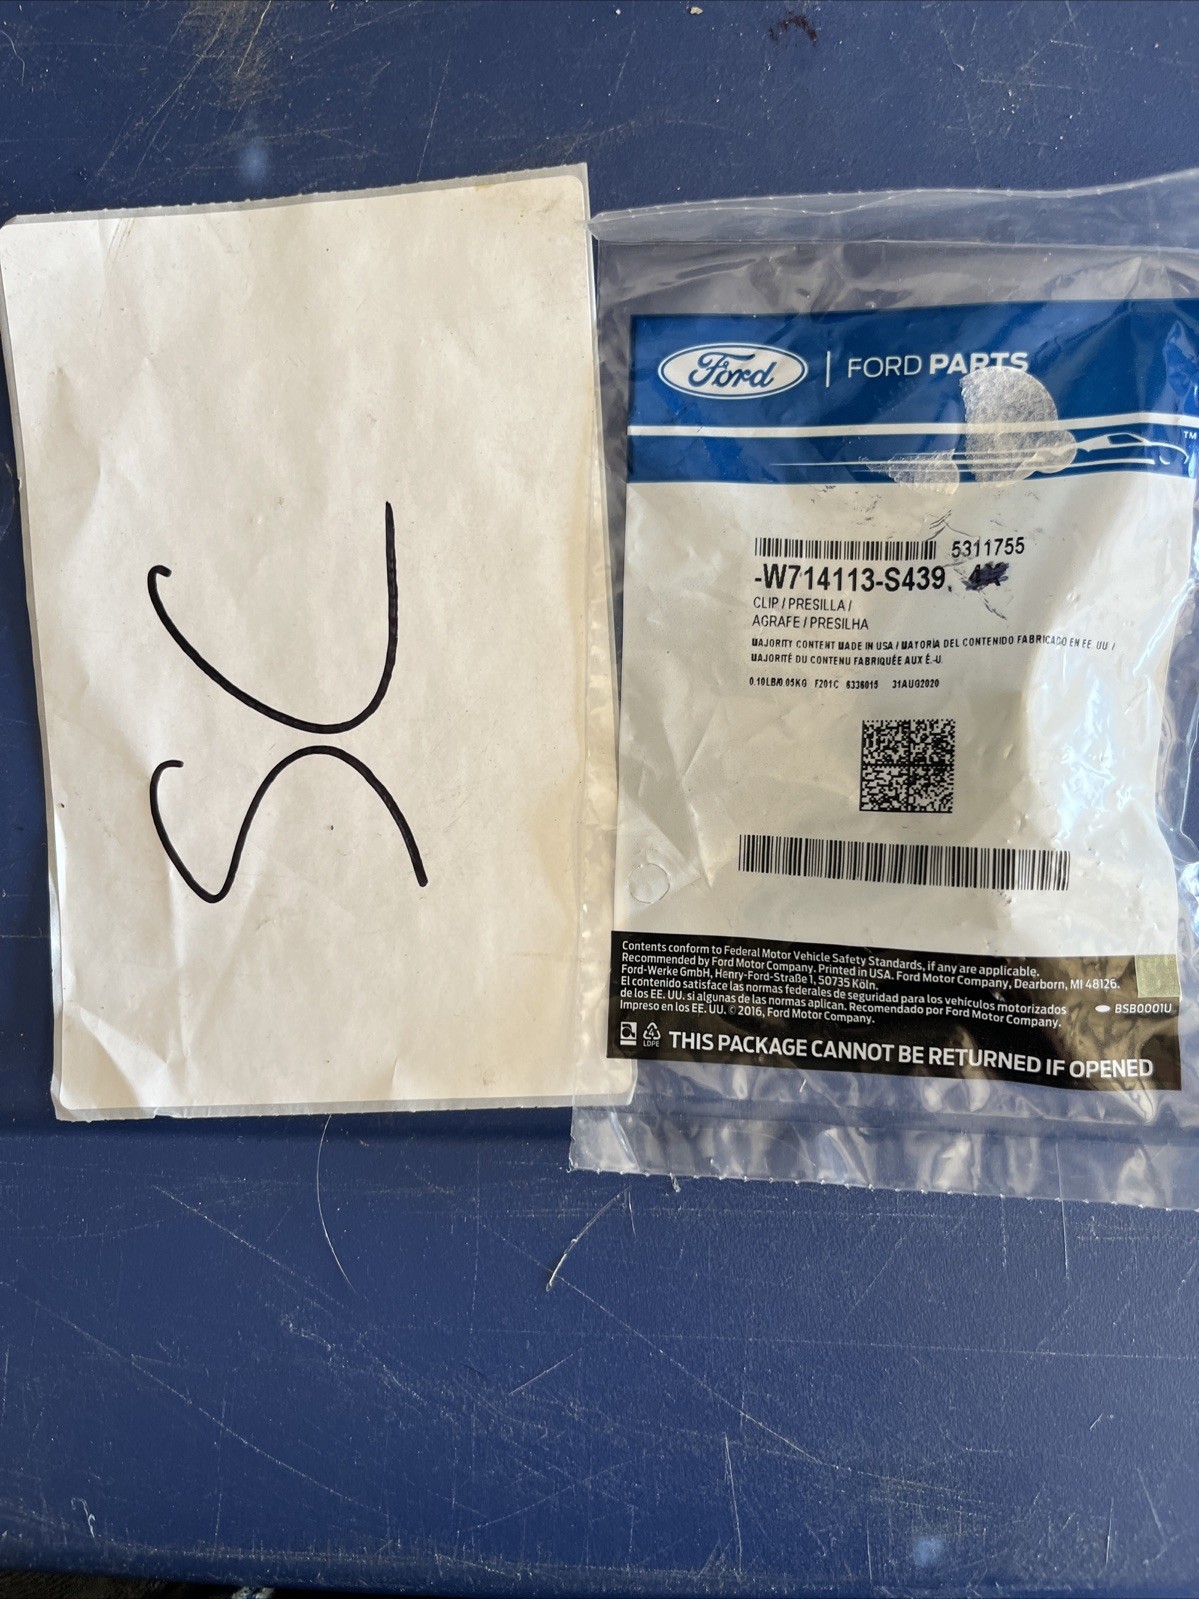 SC
Ford | FORD PARTS
TM
5311755
-W714113-S439.
CLIP / PRESILLA /
AGRAFE / PRESILHA
MAJORITY CONTENT MADE IN USA / MAYORÍA DEL CONTENIDO FABRICADO EN EE. UU. /
MAJORITÉ DU CONTENU FABRIQUÉE AUX É.-U.
0.10LB/0.05KG F201C 6336015 31AUG2020
Contents conform to Federal Motor Vehicle Safety Standards, if any are applicable.
Recommended by Ford Motor Company. Printed in USA. Ford Motor Company, Dearborn, MI 48126.
Ford-Werke GmbH, Henry-Ford-Straße 1, 50735 Köln.
El contenido satisface las normas federales de seguridad para los vehículos motorizados
de los EE. UU. si algunas de las normas aplican. Recomendado por Ford Motor Company.
Impreso en los EE. UU. © 2016, Ford Motor Company.
BSB0001U
4
LDPE
THIS PACKAGE CANNOT BE RETURNED IF OPENED